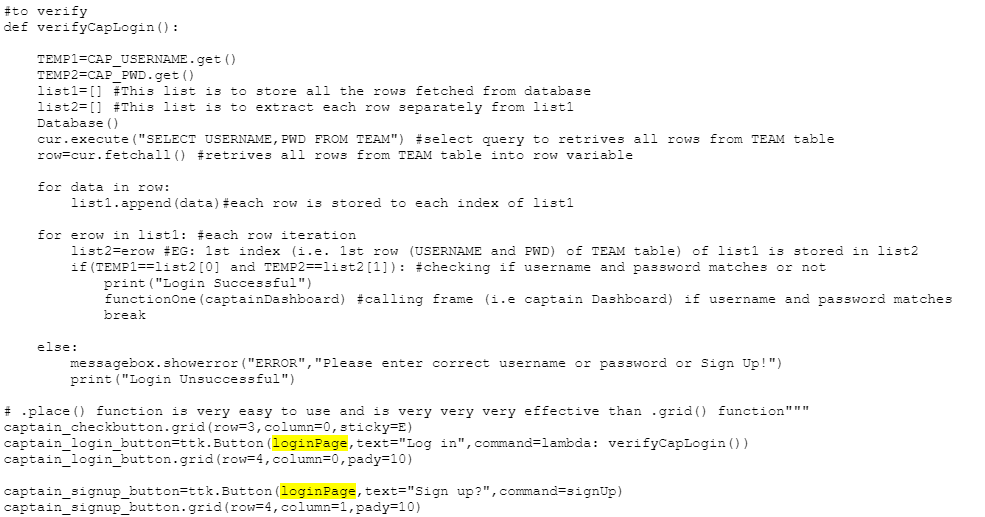 #to verify
def verifyCapLogin():
TEMP1=CAP_USERNAME.get()
TEMP2=CAP_PWD.get()
list1=[] #This list is to store all the rows fetched from database
list2=[] #This list is to extract each row separately from list1
Database()
cur.execute("SELECT USERNAME,PWD FROM TEAM") #select query to retrives all rows from TEAM table
row=cur.fetchall() #retrives all rows from TEAM table into row variable
for data in row:
list1.append(data)#each row is stored to each index of list1
for erow in list1: #each row iteration
list2=erow #EG: 1st index (i.e. 1st row (USERNAME and PWD) of TEAM table) of list1 is stored in list2
if(TEMP1==list2[0] and TEMP2==list2[1]): #checking if username and password matches or not
print("Login Successful")
functionOne(captainDashboard) #calling frame (i.e captain Dashboard) if username and password matches
break
else:
messagebox.showerror("ERROR","Please enter correct username or password or Sign Up!")
print("Login Unsuccessful")
# .place() function is very easy to use and is very very very effective than .grid() function"""
captain_checkbutton.grid(row=3,column=0,sticky=E)
captain_login_button=ttk.Button(loginPage,text="Log in",command=lambda: verifyCapLogin())
captain_login_button.grid(row=4,column=0,pady=10)
captain_signup_button=ttk.Button(loginPage,text="Sign up?",command=signUp)
captain_signup_button.grid(row=4,column=1,pady=10)